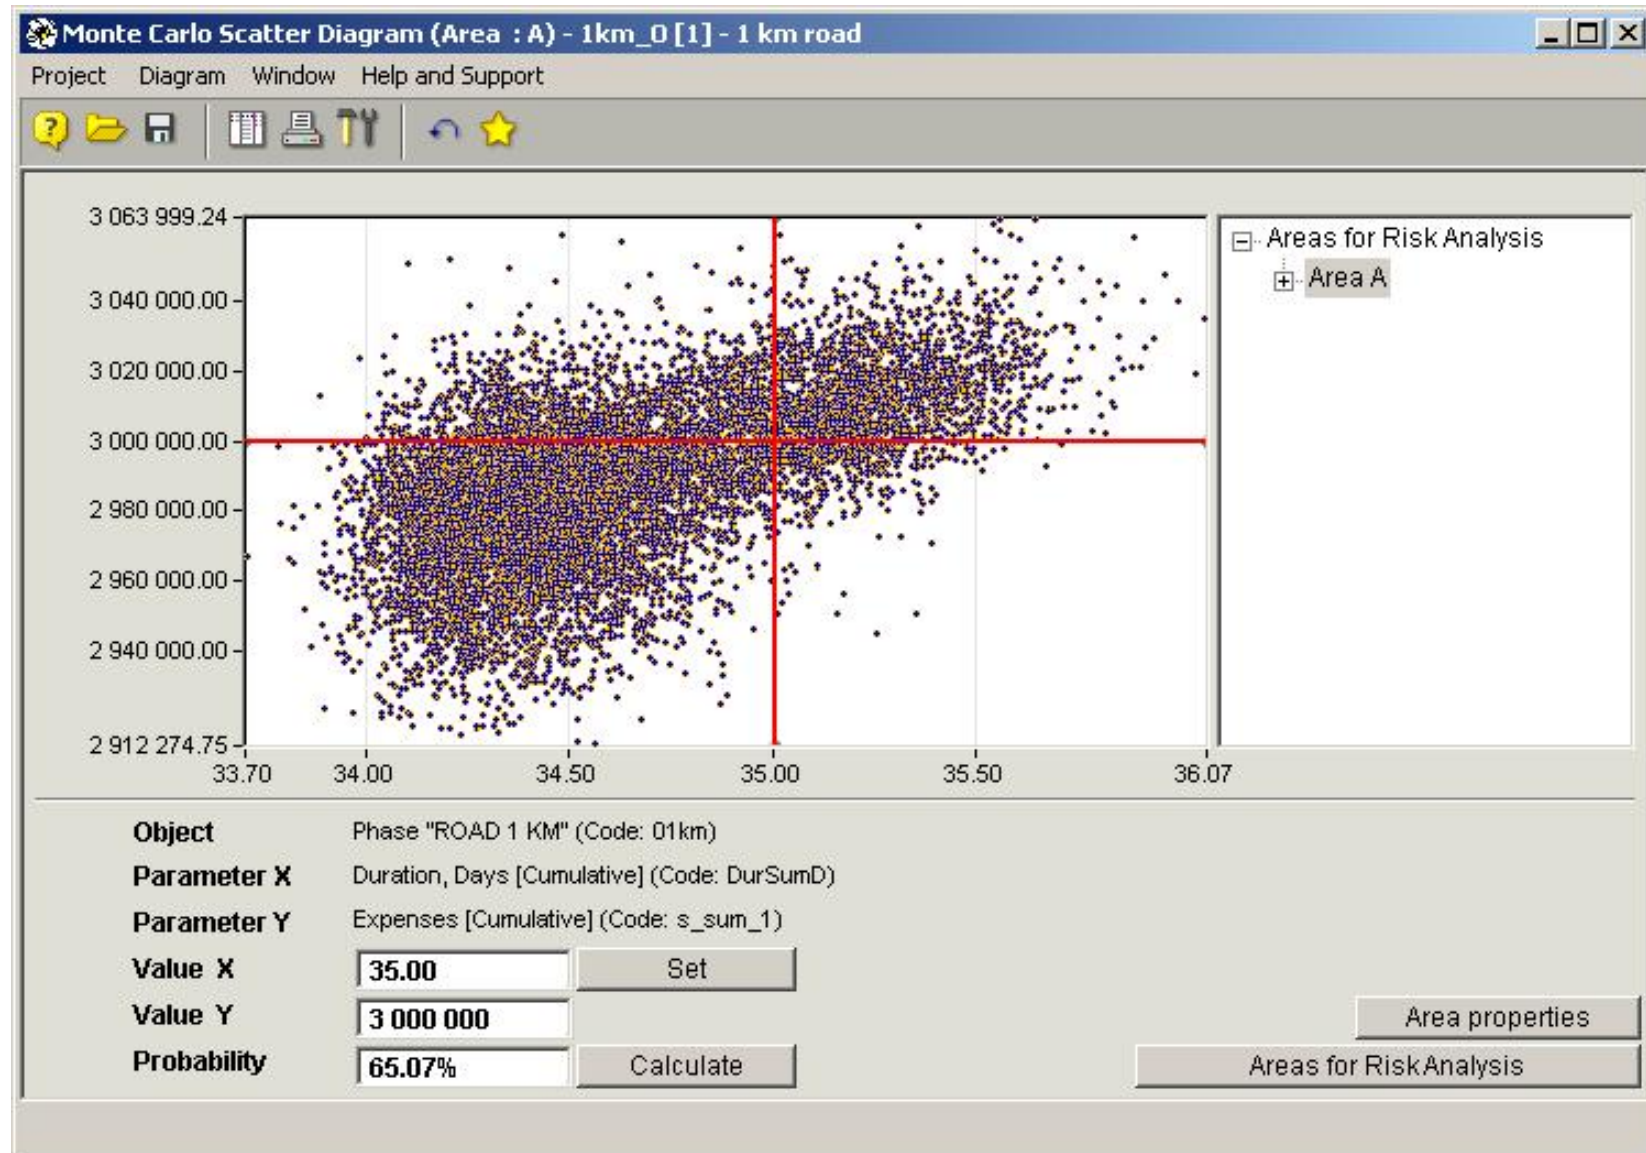 Monte Carlo Scatter Diagram (Area : A) - 1km_0 [1] - 1 km road
Project Diagram Window Help and Support
3 063 999.24
3 040 000.00
3 020 000.00
3 000 000.00
2 980 000.00
2 960 000.00
2 940 000.00
2 912 274.75
33.70 34.00 34.50 35.00 35.50 36.07
Areas for Risk Analysis
Area A
Object Phase "ROAD 1 KM" (Code: 01km)
Parameter X Duration, Days [Cumulative] (Code: DurSumD)
Parameter Y Expenses [Cumulative] (Code: s_sum_1)
Value X 35.00 Set
Value Y 3 000 000 Area properties
Probability 65.07% Calculate Areas for Risk Analysis